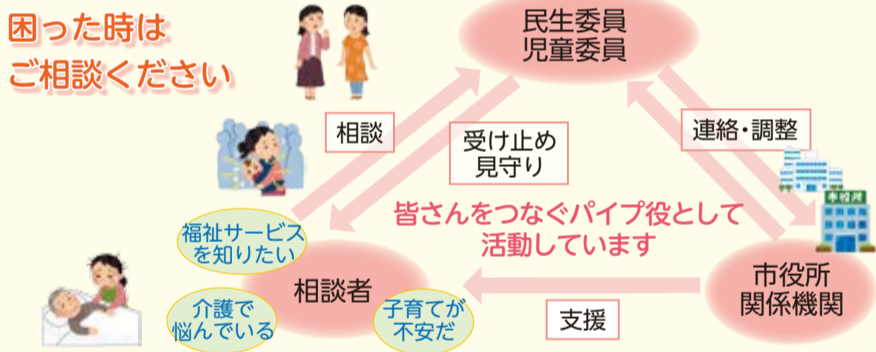 困った時は
ご相談ください
民生委員
児童委員
相談
受け止め
見守り
連絡・調整
市役所
皆さんをつなぐパイプ役として
活動しています
福祉サービス
を知りたい
相談者
介護で
悩んでいる
子育てが
不安だ
支援
市役所
関係機関